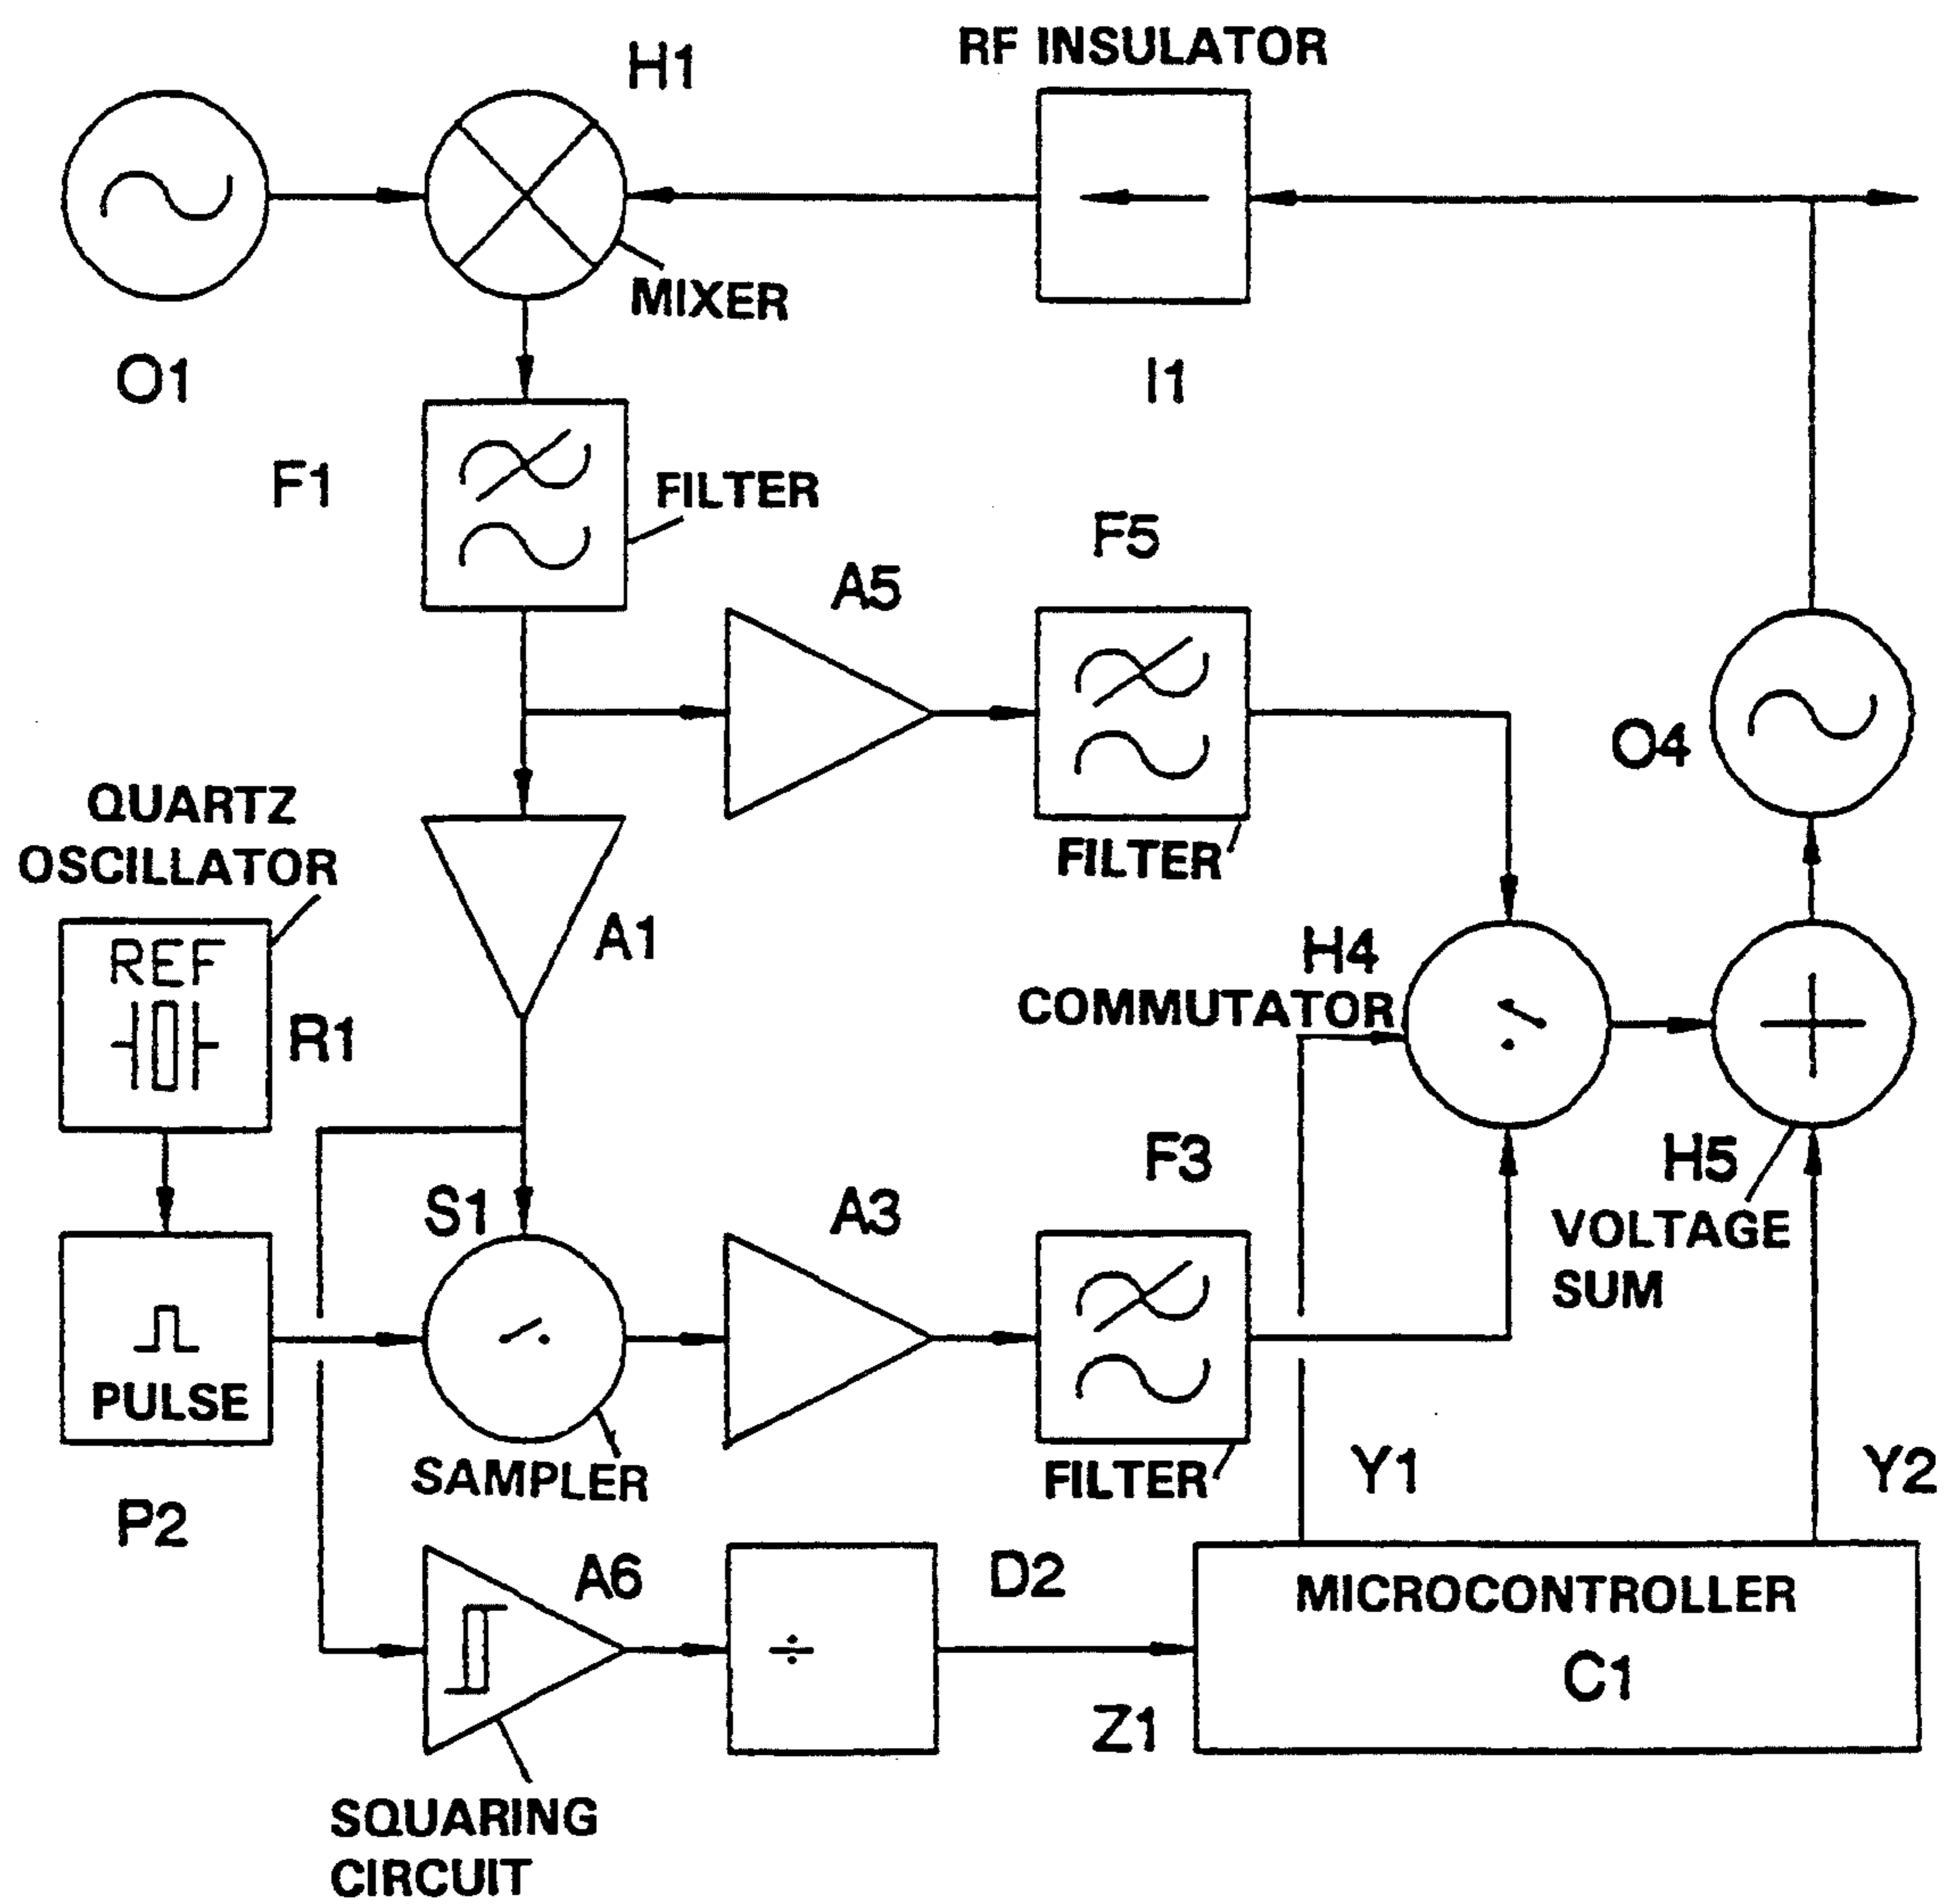 RF INSULATOR
H1
MIXER
O1
I1
F1
FILTER
F5
A5
O4
QUARTZ
OSCILLATOR
FILTER
A1
REF
R1
H4
COMMUTATOR
F3
H5
S1
A3
VOLTAGE
SUM
PULSE
SAMPLER
FILTER
Y1
Y2
P2
A6
D2
MICROCONTROLLER
C1
Z1
SQUARING
CIRCUIT